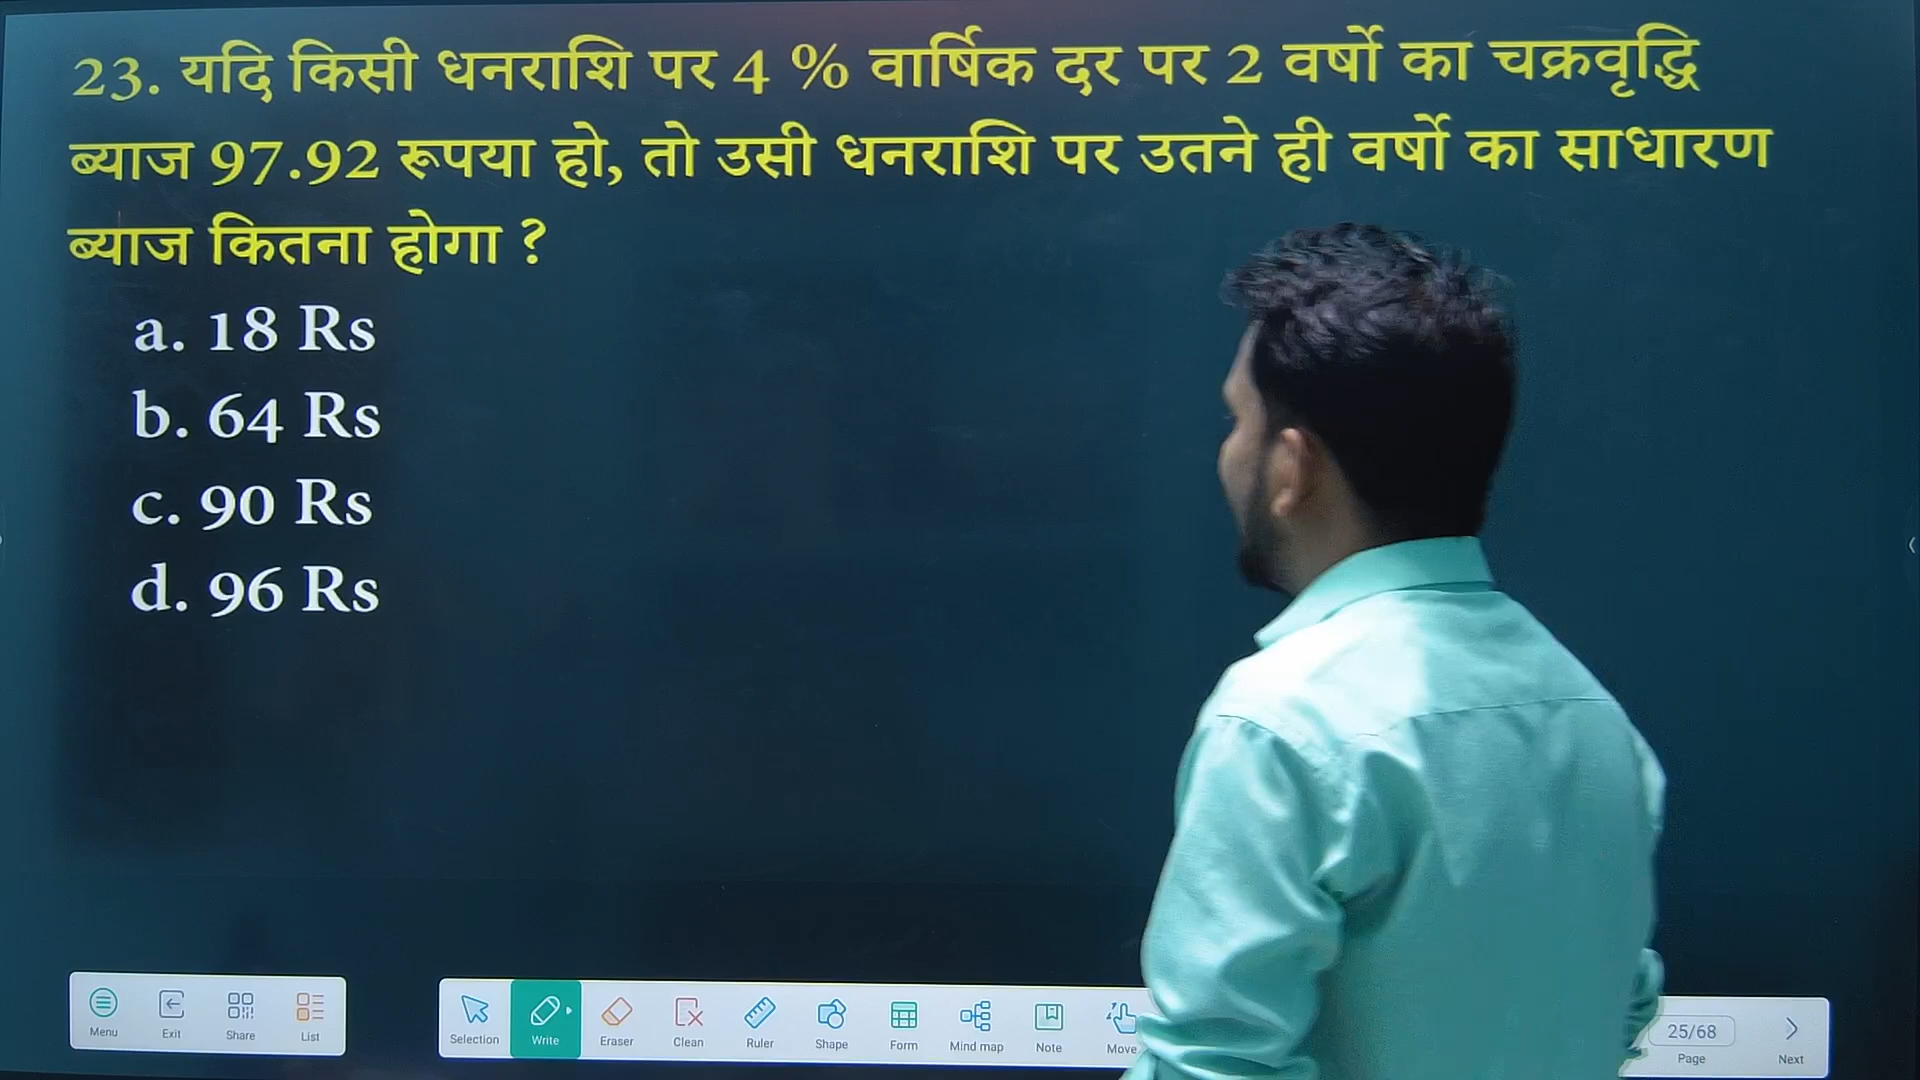 23. यदि किसी धनराशि पर 4 % वार्षिक दर पर 2 वर्षो का चक्रवृद्धि
ब्याज 97.92 रूपया हो, तो उसी धनराशि पर उतने ही वर्षो का साधारण
ब्याज कितना होगा ?
a. 18 Rs
b. 64 Rs
c. 90 Rs
d. 96 Rs
Menu Exit Share List Selection Write Eraser Clean Ruler Shape Form Mind map Note Move 25/68 Page Next